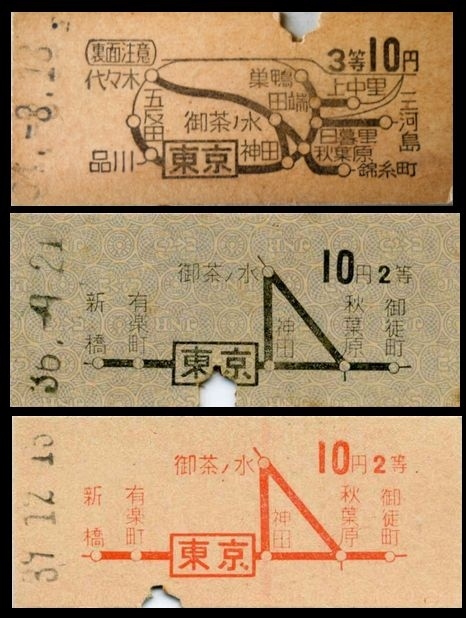 裏面注意
3等10円
代々木
巣鴨
田端
上中里
三河島
五反田
御茶ノ水
日暮里
品川
東京
神田
秋葉原
錦糸町
36.-9.21
御茶ノ水
10円2等
新橋
有楽町
東京
神田
秋葉原
御徒町
御茶ノ水
10円2等
新橋
有楽町
東京
神田
秋葉原
御徒町